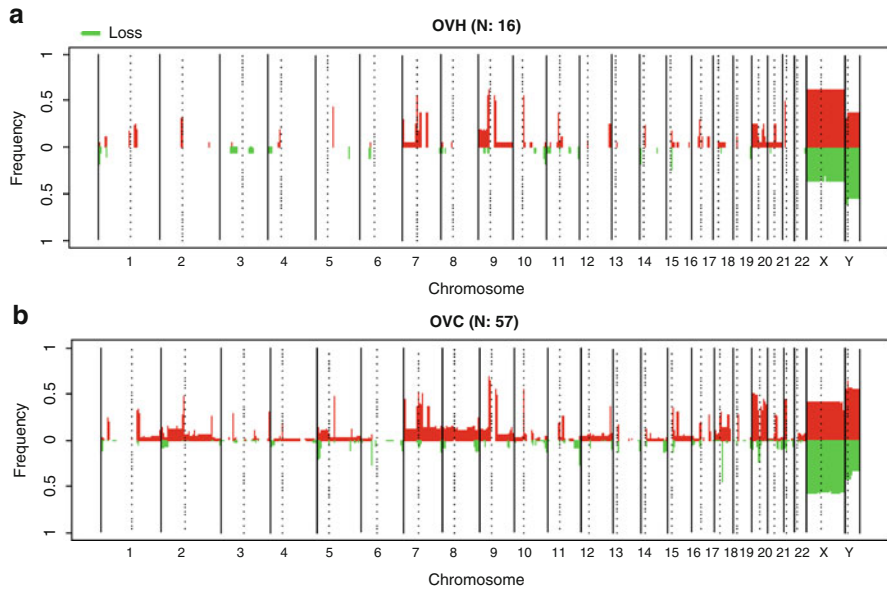 a
OVH (N: 16)
Loss
Frequency
1
0.5
0
0.5
1
1 2 3 4 5 6 7 8 9 10 11 12 13 14 15 16 17 18 19 20 21 22 X Y
Chromosome
b
OVC (N: 57)
Frequency
1
0.5
0
0.5
1
1 2 3 4 5 6 7 8 9 10 11 12 13 14 15 16 17 18 19 20 21 22 X Y
Chromosome